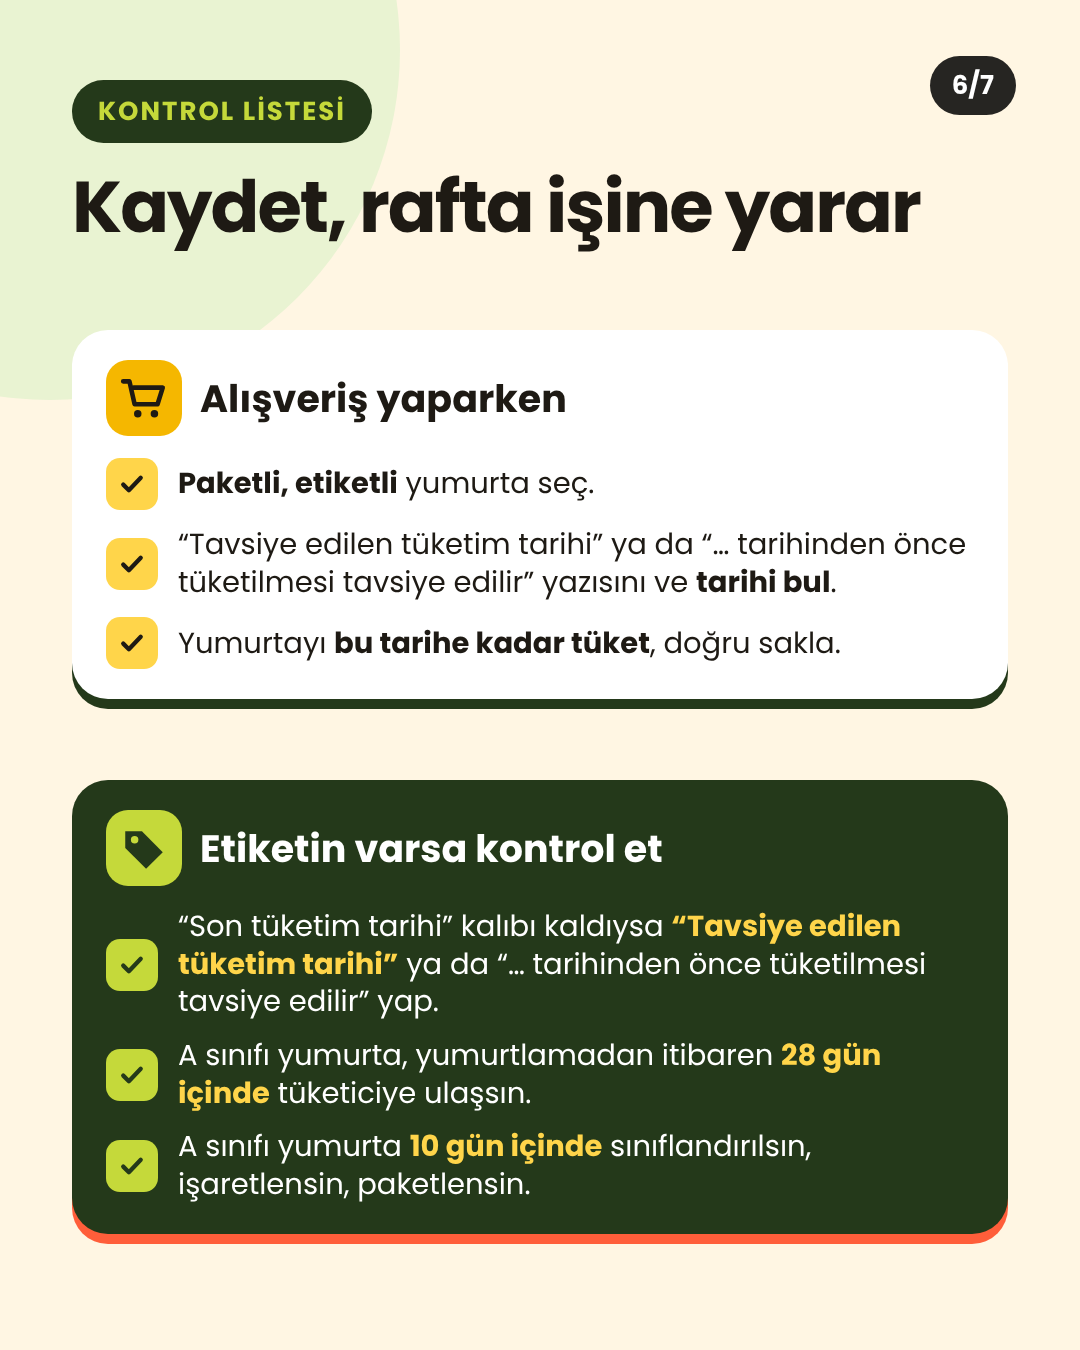 KONTROL LİSTESİ
6/7
Kaydet, rafta işine yarar
Alışveriş yaparken
Paketli, etiketli yumurta seç.
“Tavsiye edilen tüketim tarihi” ya da “... tarihinden önce
tüketilmesi tavsiye edilir” yazısını ve tarihi bul.
Yumurtayı bu tarihe kadar tüket, doğru sakla.
Etiketin varsa kontrol et
“Son tüketim tarihi” kalıbı kaldıysa “Tavsiye edilen
tüketim tarihi” ya da “... tarihinden önce tüketilmesi
tavsiye edilir” yap.
A sınıfı yumurta, yumurtlamadan itibaren 28 gün
içinde tüketiciye ulaşsın.
A sınıfı yumurta 10 gün içinde sınıflandırılsın,
işaretlensin, paketlensin.